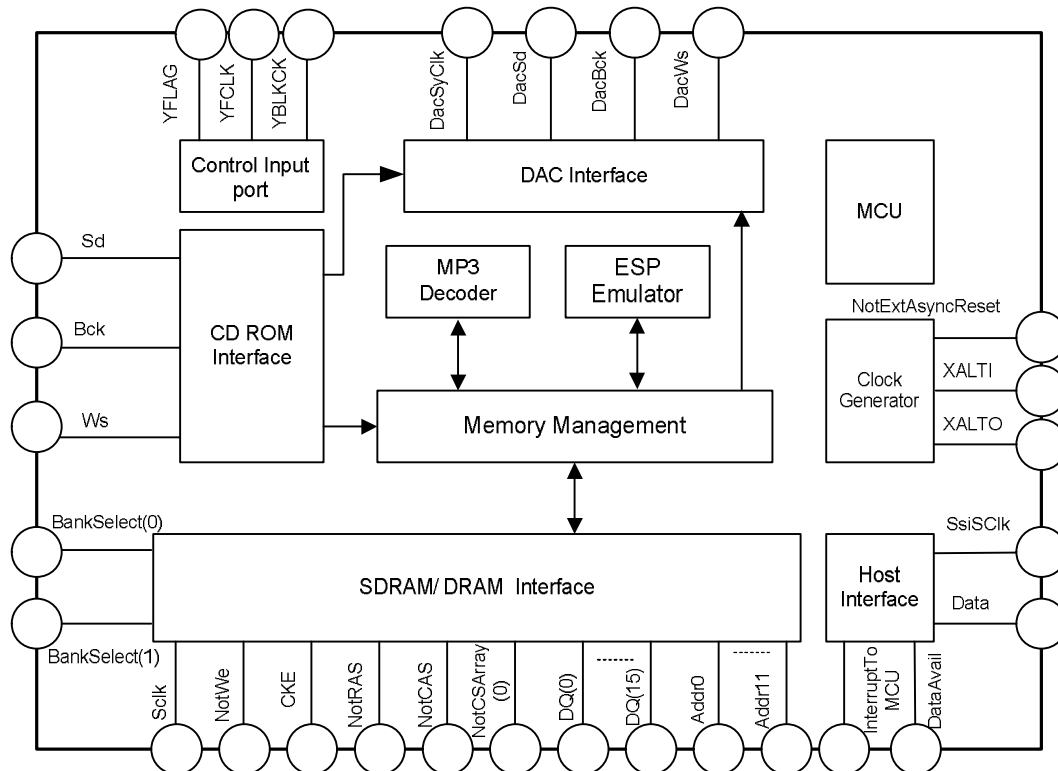 YFLAG
YFCLK
YBLKCK
DacSyClk
DacSd
DacBck
DacWs
Control Input
port
DAC Interface
MCU
Sd
Bck
Ws
CD ROM
Interface
MP3
Decoder
ESP
Emulator
Memory Management
NotExtAsyncReset
Clock
Generator
XALTI
XALTO
BankSelect(0)
BankSelect(1)
SDRAM/ DRAM Interface
Host
Interface
SsiSClk
Data
Sclk
NotWe
CKE
NotRAS
NotCAS
NotCSArray
(0)
DQ(0)
DQ(15)
Addr0
Addr11
InterruptTo
MCU
DataAvail